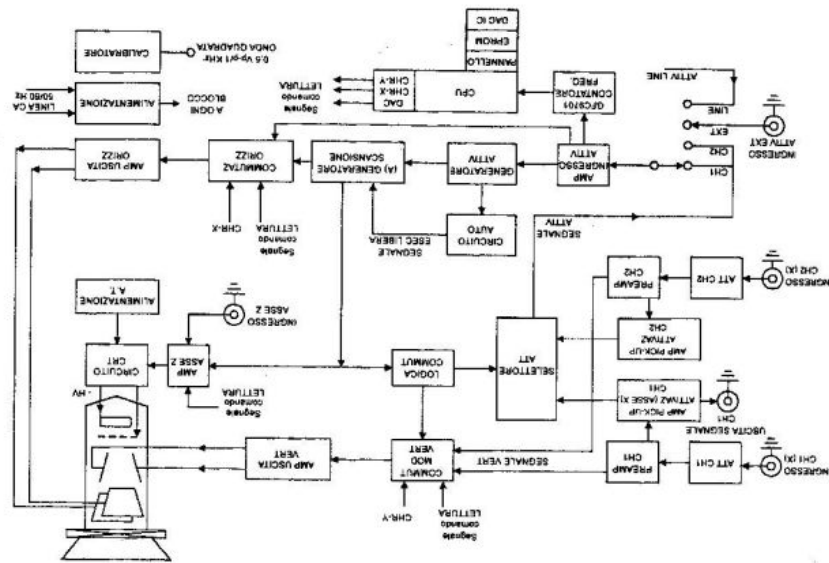 Segnale
comando
LETTURA
CHR-Y
INGRESSO
CH1 (X)
ATT CH1
PREAMP
CH1
SEGNALE VERT
COMMUT
MOD
VERT
AMP USCITA
VERT
USCITA SEGNALE
CH1
AMP PICK-UP
ATTIVAZ (ASSE X)
CH1
Segnale
comando
LETTURA
SELETTORE
ATT
LOGICA
COMMUT
AMP
ASSE Z
CIRCUITO
CRT
- HV
AMP PICK-UP
ATTIVAZ
CH2
INGRESSO
CH2 (X)
ATT CH2
PREAMP
CH2
INGRESSO
ASSE Z
ALIMENTAZIONE
A.T.
SEGNALE
ATTIV
CIRCUITO
AUTO
SEGNALE
ESEC LIBERA
Segnale
comando
LETTURA
CHR-X
CH1
CH2
EXT
LINE
INGRESSO
ATTIV EXT
ATTIV LINE
AMP
INGRESSO
ATTIV
GENERATORE
ATTIV
(A) GENERATORE
SCANSIONE
COMMUTAZ
ORIZZ
AMP USCITA
ORIZZ
GFC9701
CONTATORE
FREQ.
CPU
DAC
CHR-X
CHR-Y
Segnale
comando
LETTURA
PANNELLO
EPROM
DAC IC
A OGNI
BLOCCO
ALIMENTAZIONE
LINEA CA
50/60 Hz
0,5 Vp-p/1 KHz-
ONDA QUADRATA
CALIBRATORE